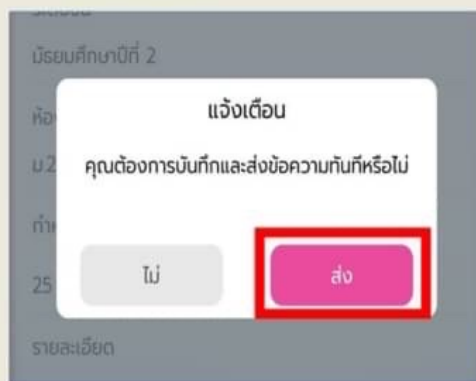 มัธยมศึกษาปีที่ 2
แจ้งเตือน
คุณต้องการบันทึกและส่งข้อความทันทีหรือไม่
ไม่
ส่ง
25
รายละเอียด